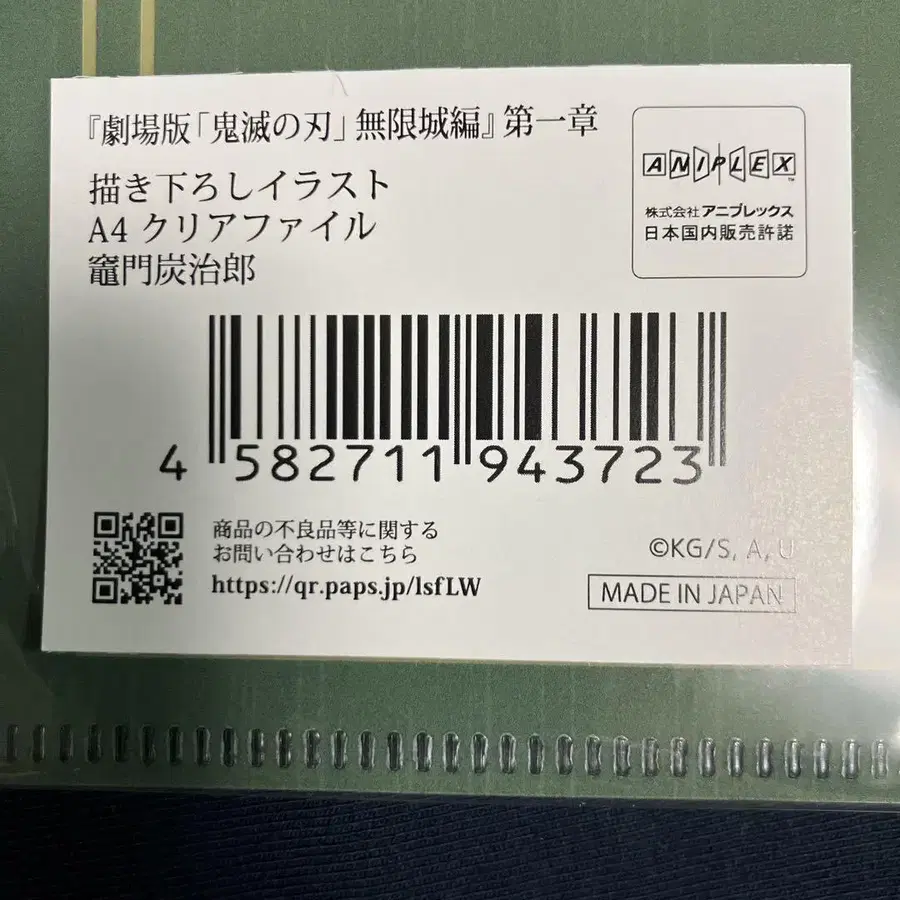 『劇場版「鬼滅の刃」無限城編』第一章
描き下ろしイラスト
A4 クリアファイル
竈門炭治郎
ANIPLEX™
株式会社 アニプレックス
日本国内販売許諾
4 582711 943723
商品の不良品等に関する
お問い合わせはこちら
https://qr.paps.jp/lsfLW
©KG/S, A, U
MADE IN JAPAN